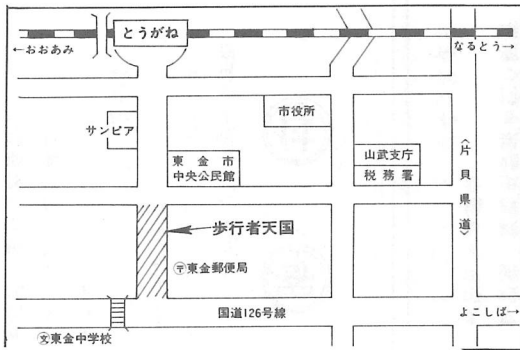 とうがね
←おおあみ
なるとう→
サンピア
市役所
東金市
中央公民館
山武支庁
税務署
〈片貝県道〉
歩行者天国
〒東金郵便局
国道126号線
よこしば→
文東金中学校